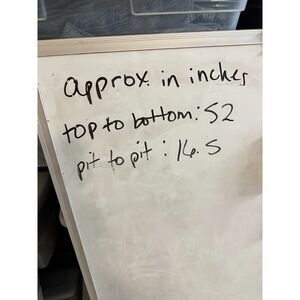 approx. in inches
top to bottom: 52
pit to pit: 16.5